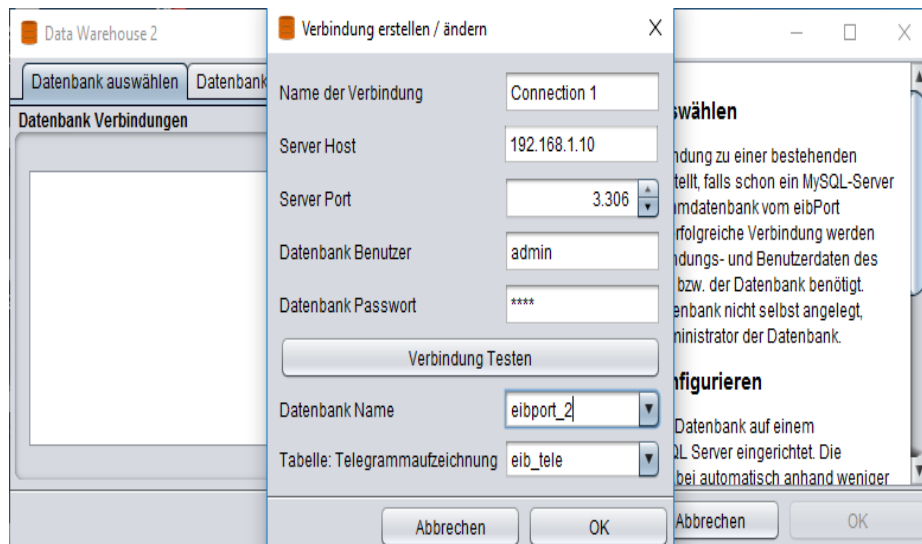 Data Warehouse 2
Datenbank auswählen
Datenbank
Datenbank Verbindungen
Verbindung erstellen / ändern
Name der Verbindung
Connection 1
Server Host
192.168.1.10
Server Port
3.306
Datenbank Benutzer
admin
Datenbank Passwort
****
Verbindung Testen
Datenbank Name
eibport_2
Tabelle: Telegrammaufzeichnung
eib_tele
Abbrechen
OK
swählen
ndung zu einer bestehenden
tellt, falls schon ein MySQL-Server
amdatenbank vom eibPort
rfolgreiche Verbindung werden
ndungs- und Benutzerdaten des
bzw. der Datenbank benötigt.
enbank nicht selbst angelegt,
ministrator der Datenbank.
nfigurieren
Datenbank auf einem
QL Server eingerichtet. Die
bei automatisch anhand weniger
Abbrechen
OK